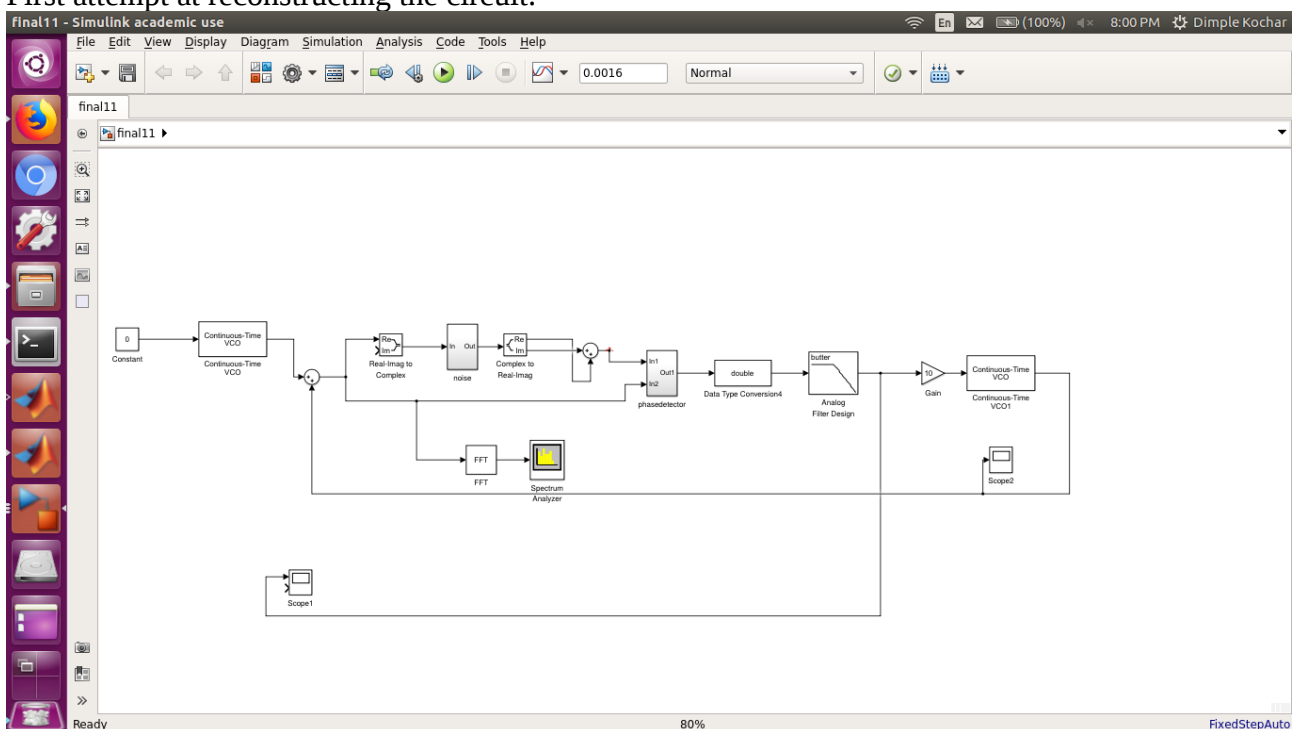 First attempt at reconstructing the circuit:
final11 - Simulink academic use
En (100%) 8:00 PM Dimple Kochar
File Edit View Display Diagram Simulation Analysis Code Tools Help
0.0016 Normal
final11
final11
0
Constant
Continuous-Time
VCO
Continuous-Time
VCO
Re
Im
Real-Imag to
Complex
In Out
noise
Re
Im
Complex to
Real-Imag
In1
In2
Out1
phasedetector
double
Data Type Conversion4
butter
Analog
Filter Design
10
Gain
Continuous-Time
VCO
Continuous-Time
VCO1
FFT
FFT
Spectrum
Analyzer
Scope2
Scope1
Ready 80% FixedStepAuto